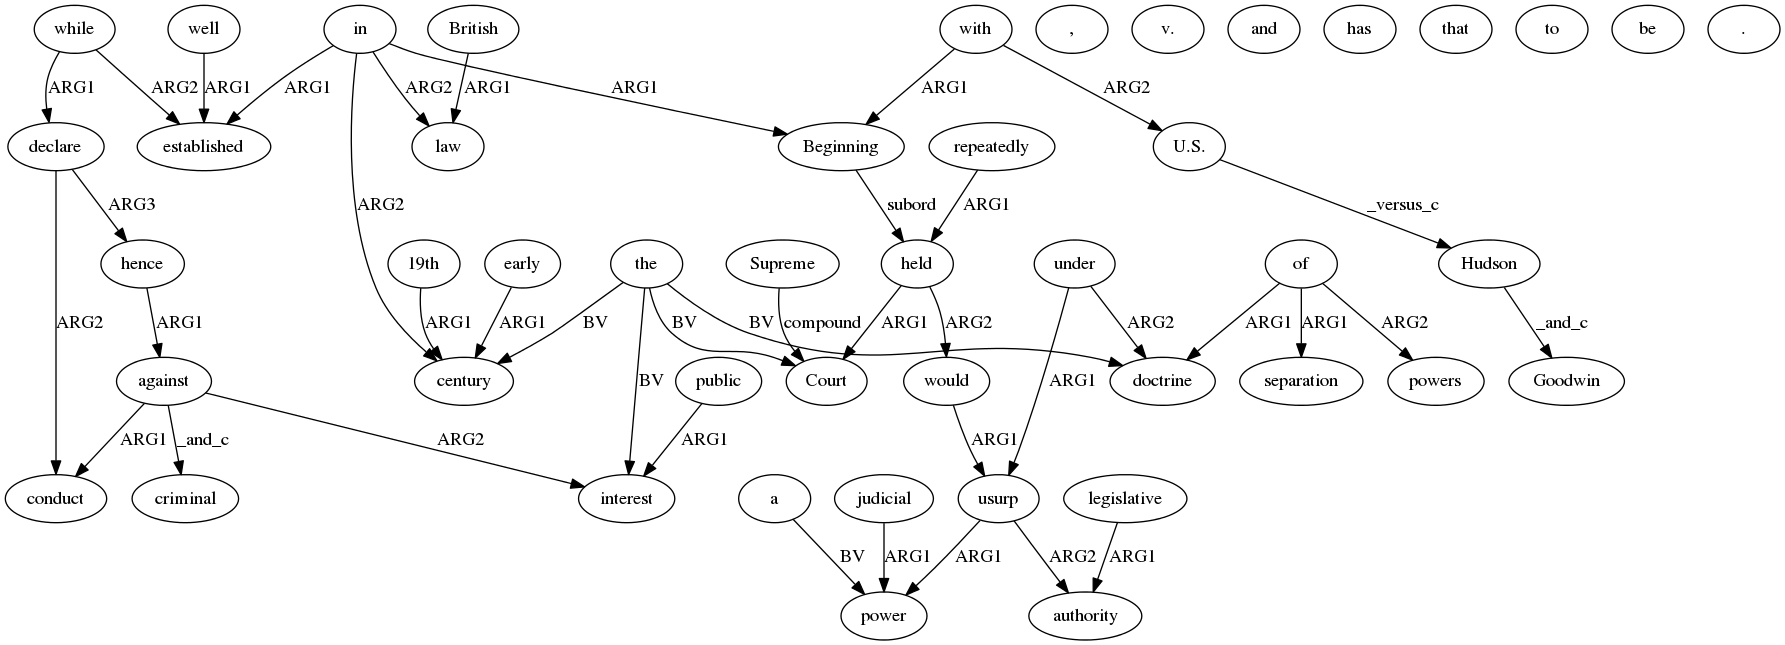 while well in British with , v. and has that to be .
ARG1 ARG2 ARG1 ARG1 ARG2 ARG1 ARG1 ARG1 ARG2
declare established law Beginning repeatedly U.S.
ARG3 ARG2 subord ARG1 _versus_c
hence 19th early the Supreme held under of Hudson
ARG2 ARG1 ARG1 ARG1 BV BV BV compound ARG1 ARG2 ARG2 ARG1 ARG1 ARG2 _and_c
against century public Court would doctrine separation powers Goodwin
BV ARG1
ARG1 _and_c ARG2 ARG1 ARG1
conduct criminal interest a judicial usurp legislative
BV ARG1 ARG1 ARG2 ARG1
power authority